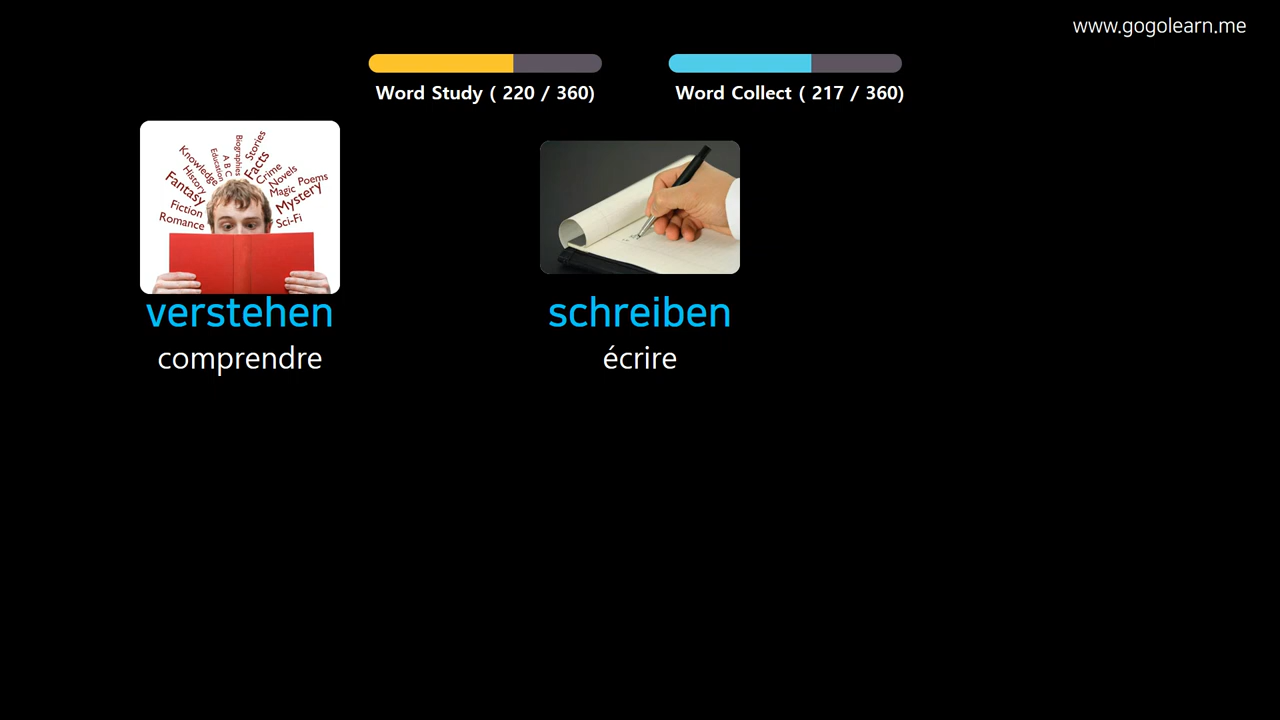 www.gogolearn.me
Word Study ( 220 / 360)
Word Collect ( 217 / 360)
Stories
Biographies
Facts
A B C
Education
Crime
Knowledge
Novels
History
Magic
Poems
Fantasy
Mystery
Fiction
Sci-Fi
Romance
verstehen
schreiben
comprendre
écrire